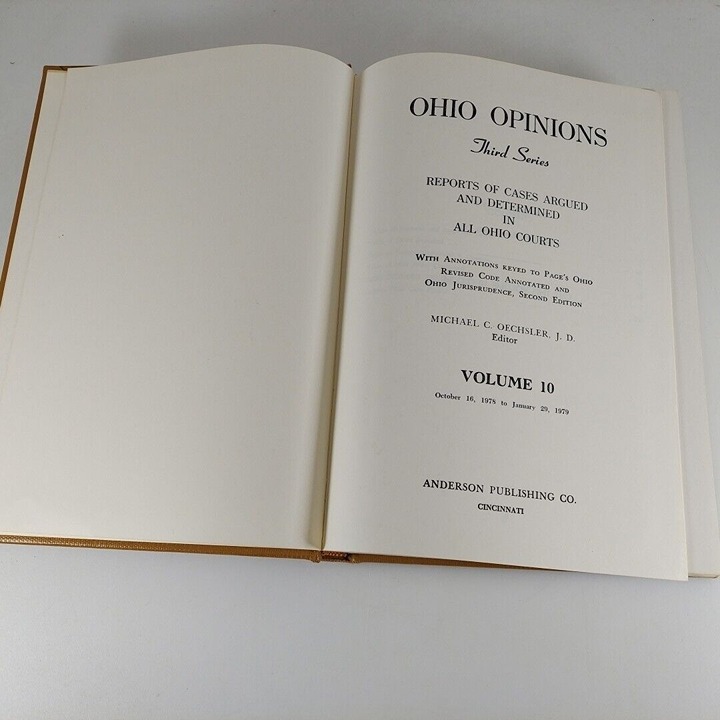 OHIO OPINIONS
Third Series
REPORTS OF CASES ARGUED
AND DETERMINED
IN
ALL OHIO COURTS
WITH ANNOTATIONS KEYED TO PAGE'S OHIO
REVISED CODE ANNOTATED AND
OHIO JURISPRUDENCE, SECOND EDITION
MICHAEL C. OECHSLER, J. D.
Editor
VOLUME 10
October 16, 1978 to January 29, 1979
ANDERSON PUBLISHING CO.
CINCINNATI